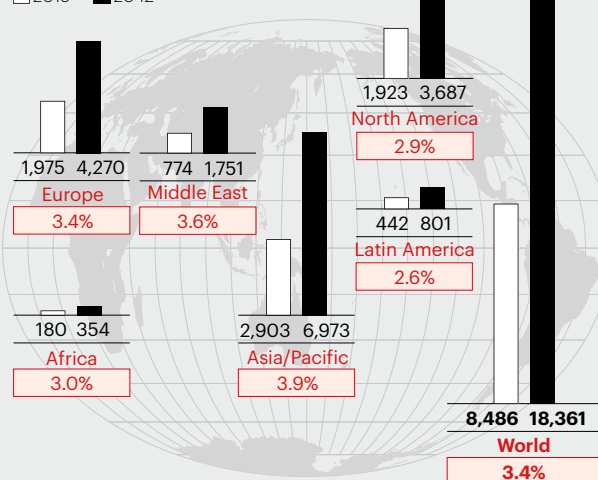 1,923 3,687
North America
2.9%
1,975 4,270
Europe
3.4%
774 1,751
Middle East
3.6%
442 801
Latin America
2.6%
180 354
Africa
3.0%
2,903 6,973
Asia/Pacific
3.9%
8,486 18,361
World
3.4%